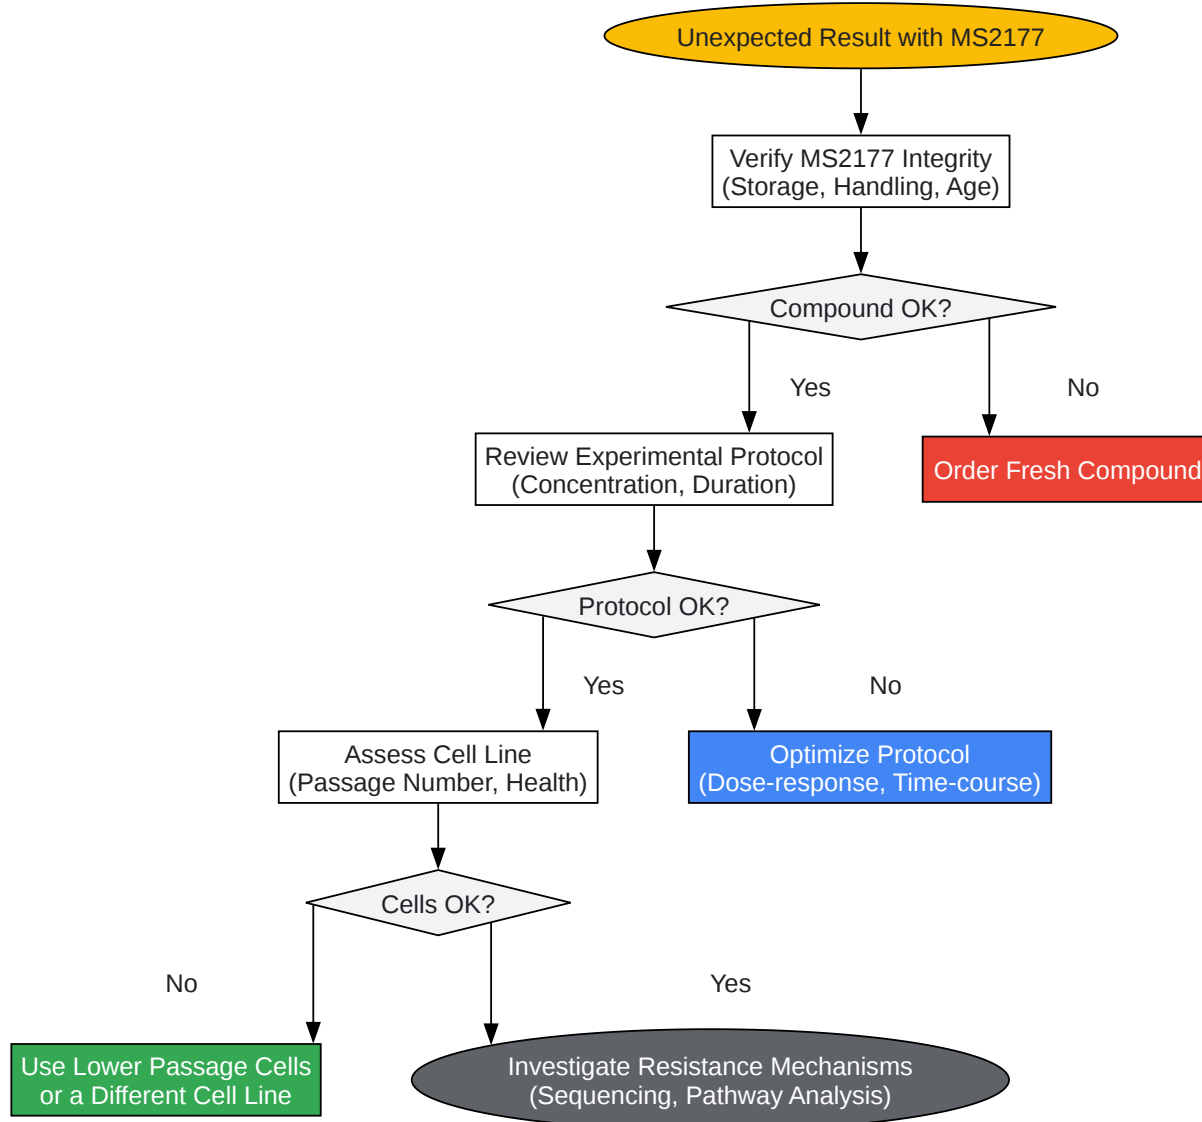 Unexpected Result with MS2177
Verify MS2177 Integrity
(Storage, Handling, Age)
Compound OK?
Yes
No
Review Experimental Protocol
(Concentration, Duration)
Order Fresh Compound
Protocol OK?
Yes
No
Assess Cell Line
(Passage Number, Health)
Optimize Protocol
(Dose-response, Time-course)
Cells OK?
No
Yes
Use Lower Passage Cells
or a Different Cell Line
Investigate Resistance Mechanisms
(Sequencing, Pathway Analysis)